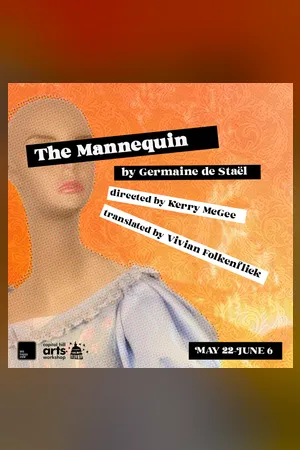 The Mannequin
by Germaine de Staël
directed by Kerry McGee
translated by Vivian Folkenflick
capitol hill
arts
workshop
MAY 22-JUNE 6